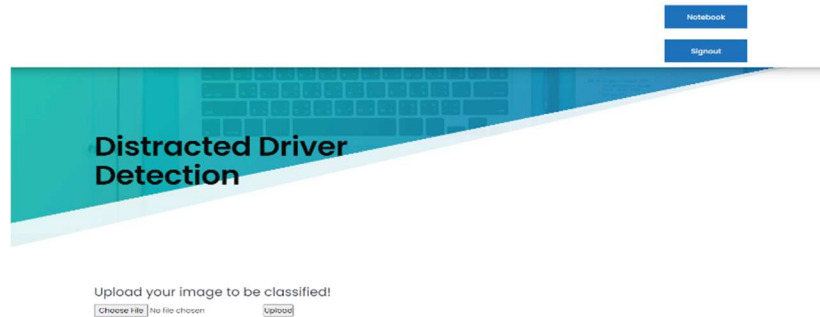 Notebook
Signout
Distracted Driver
Detection
Upload your image to be classified!
Choose File No file chosen Upload